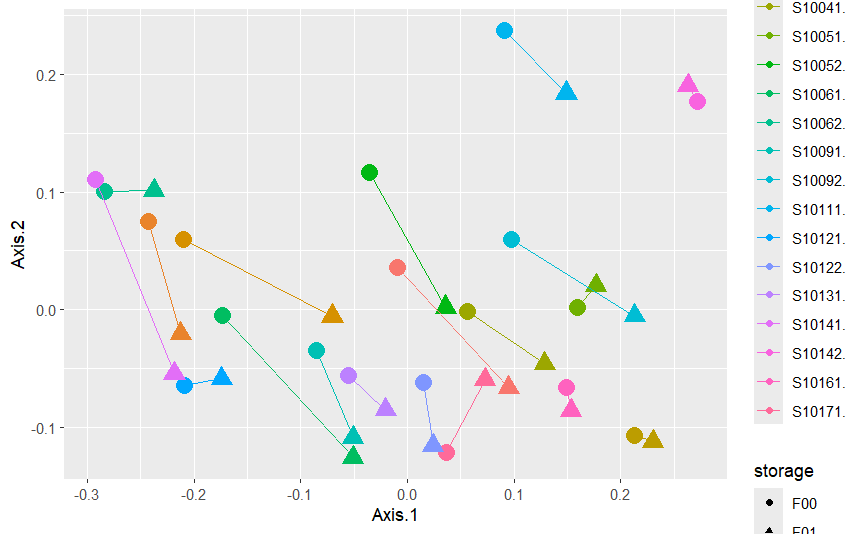 Axis.2
0.2
0.1
0.0
-0.1
-0.3
-0.2
-0.1
0.0
0.1
0.2
Axis.1
S10041.
S10051.
S10052.
S10061.
S10062.
S10091.
S10092.
S10111.
S10121.
S10122.
S10131.
S10141.
S10142.
S10161.
S10171.
storage
F00
F01